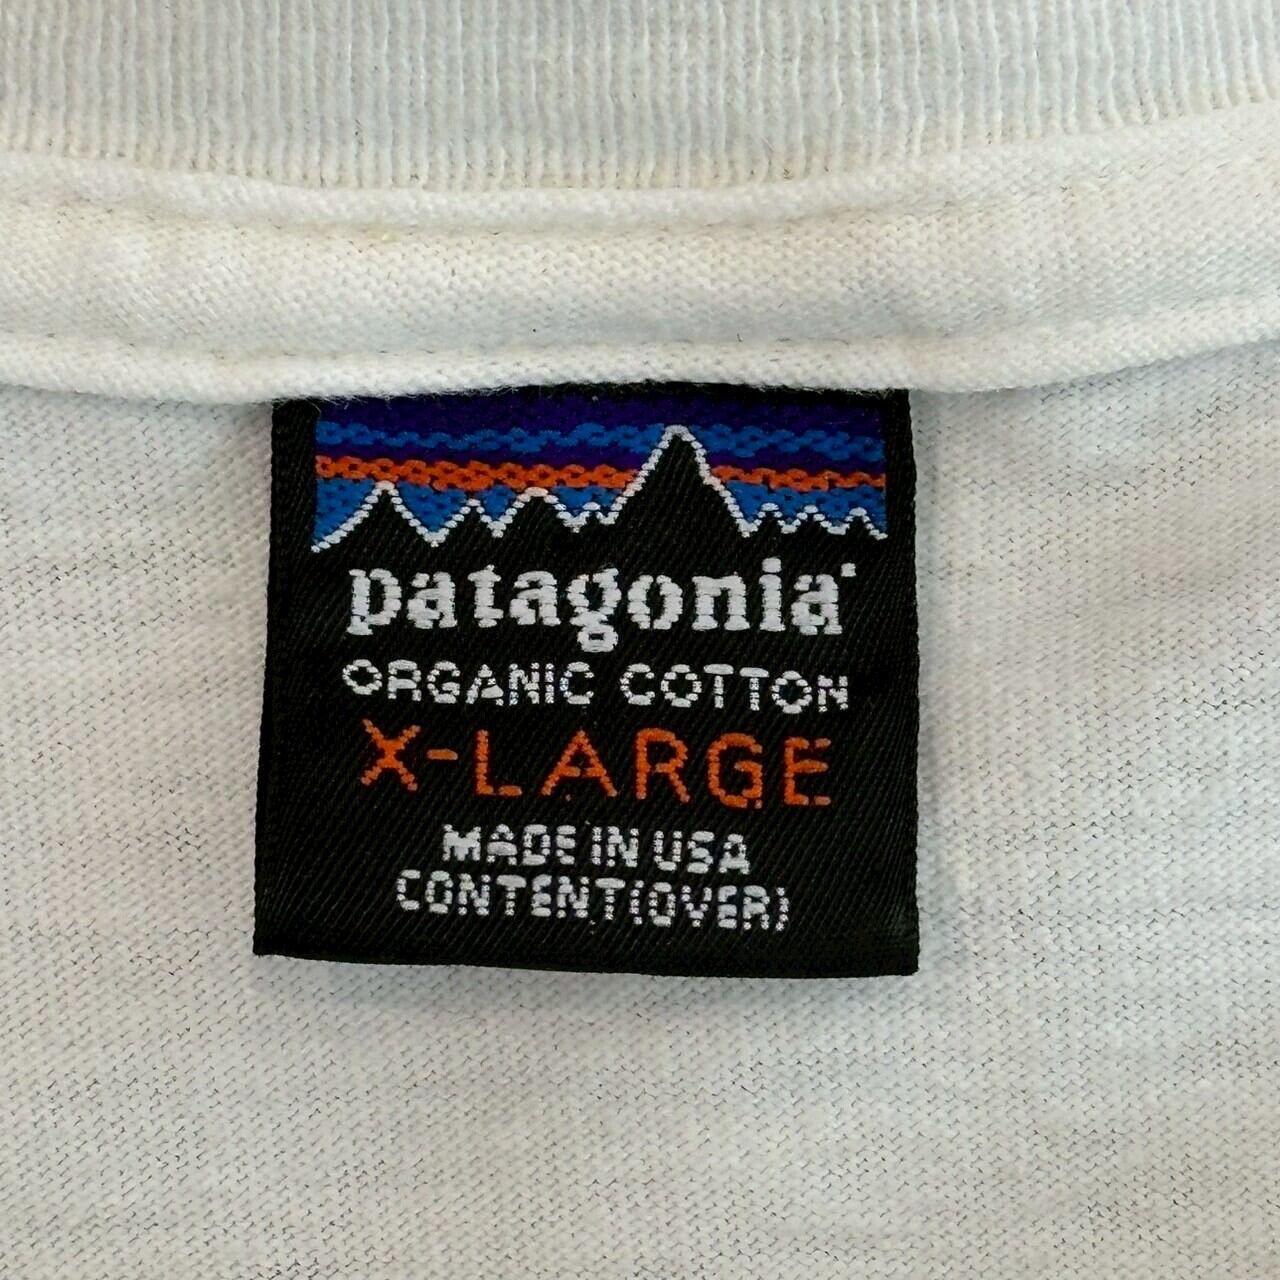 patagonia
ORGANIC COTTON
X-LARGE
MADE IN USA
CONTENT(OVER)